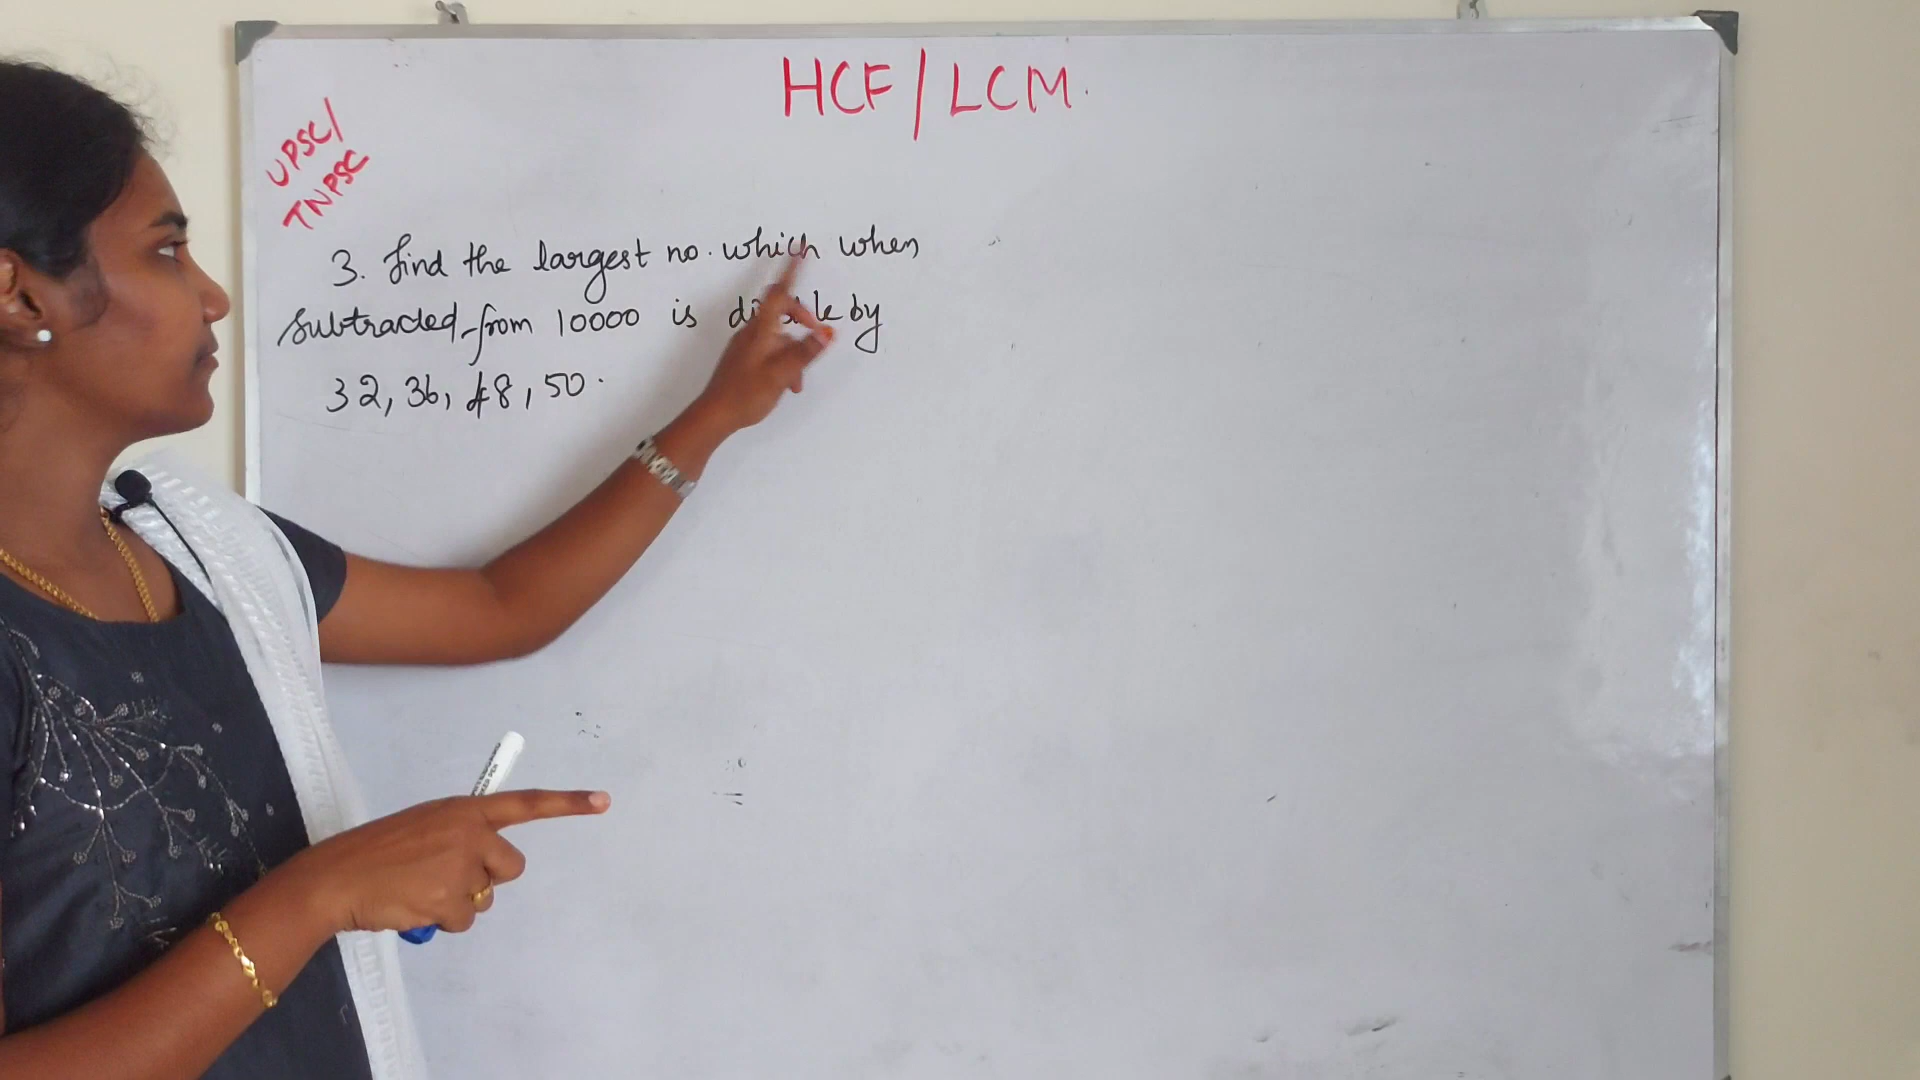 HCF/LCM.
UPSC/
TNPSC
3. find the largest no. which when
subtracted from 10000 is by
32, 36, 48, 50.